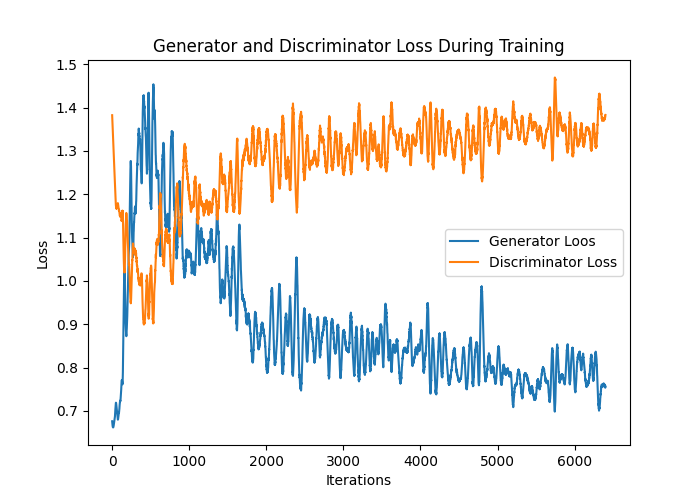 Generator and Discriminator Loss During Training
1.5
1.4
1.3
1.2
1.1
1.0
0.9
0.8
0.7
Loss
Generator Loos
Discriminator Loss
0 1000 2000 3000 4000 5000 6000
Iterations